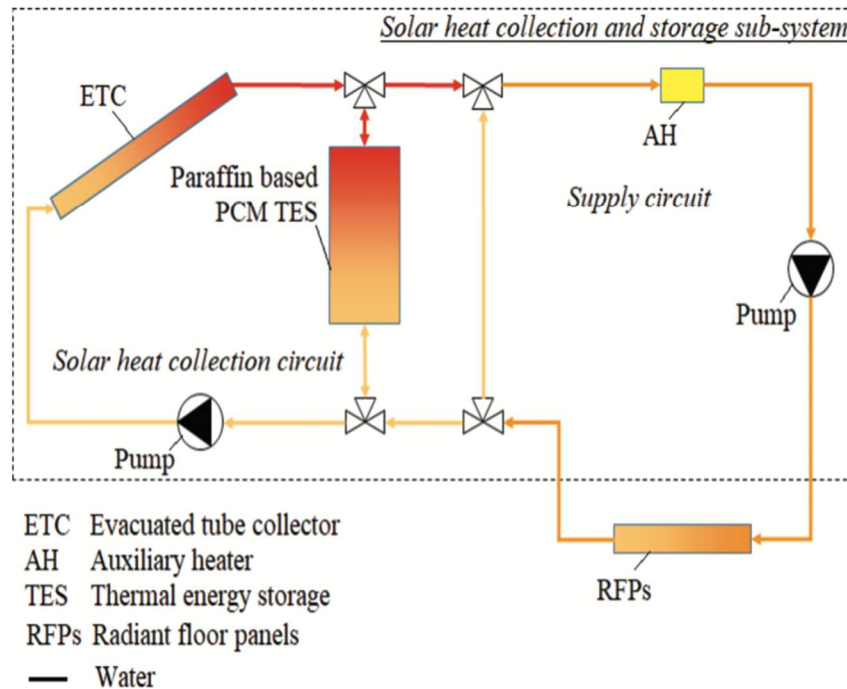 Solar heat collection and storage sub-system
ETC
AH
Paraffin based
PCM TES
Supply circuit
Pump
Solar heat collection circuit
Pump
RFPs
ETC Evacuated tube collector
AH Auxiliary heater
TES Thermal energy storage
RFPs Radiant floor panels
Water